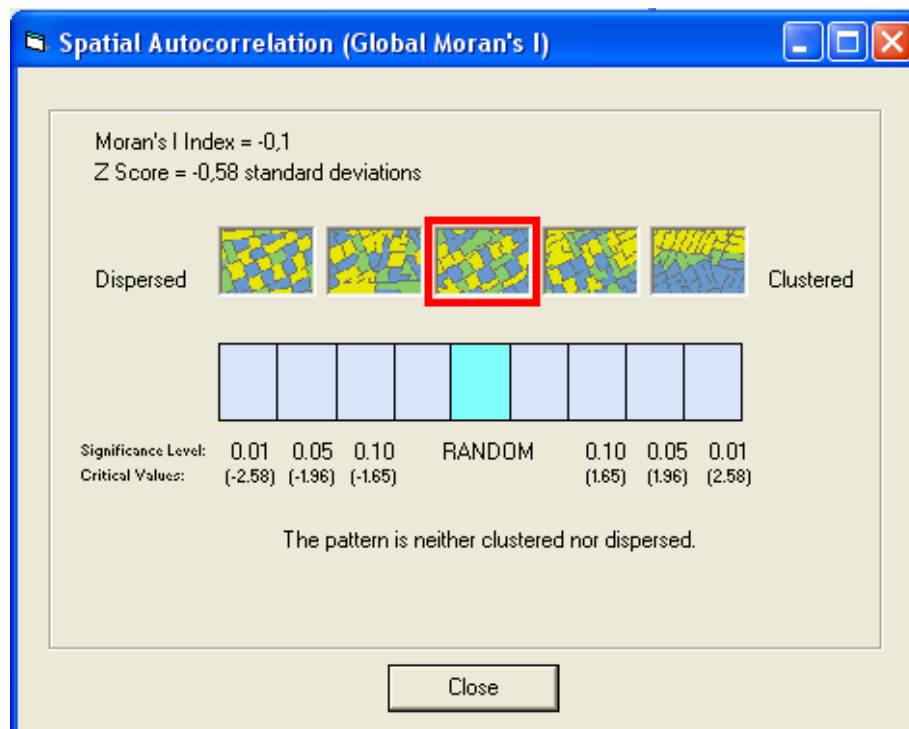 Spatial Autocorrelation (Global Moran's I)
Moran's I Index = -0,1
Z Score = -0,58 standard deviations
Dispersed
Clustered
Significance Level: 0.01 0.05 0.10 RANDOM 0.10 0.05 0.01
Critical Values: (-2.58) (-1.96) (-1.65) (1.65) (1.96) (2.58)
The pattern is neither clustered nor dispersed.
Close